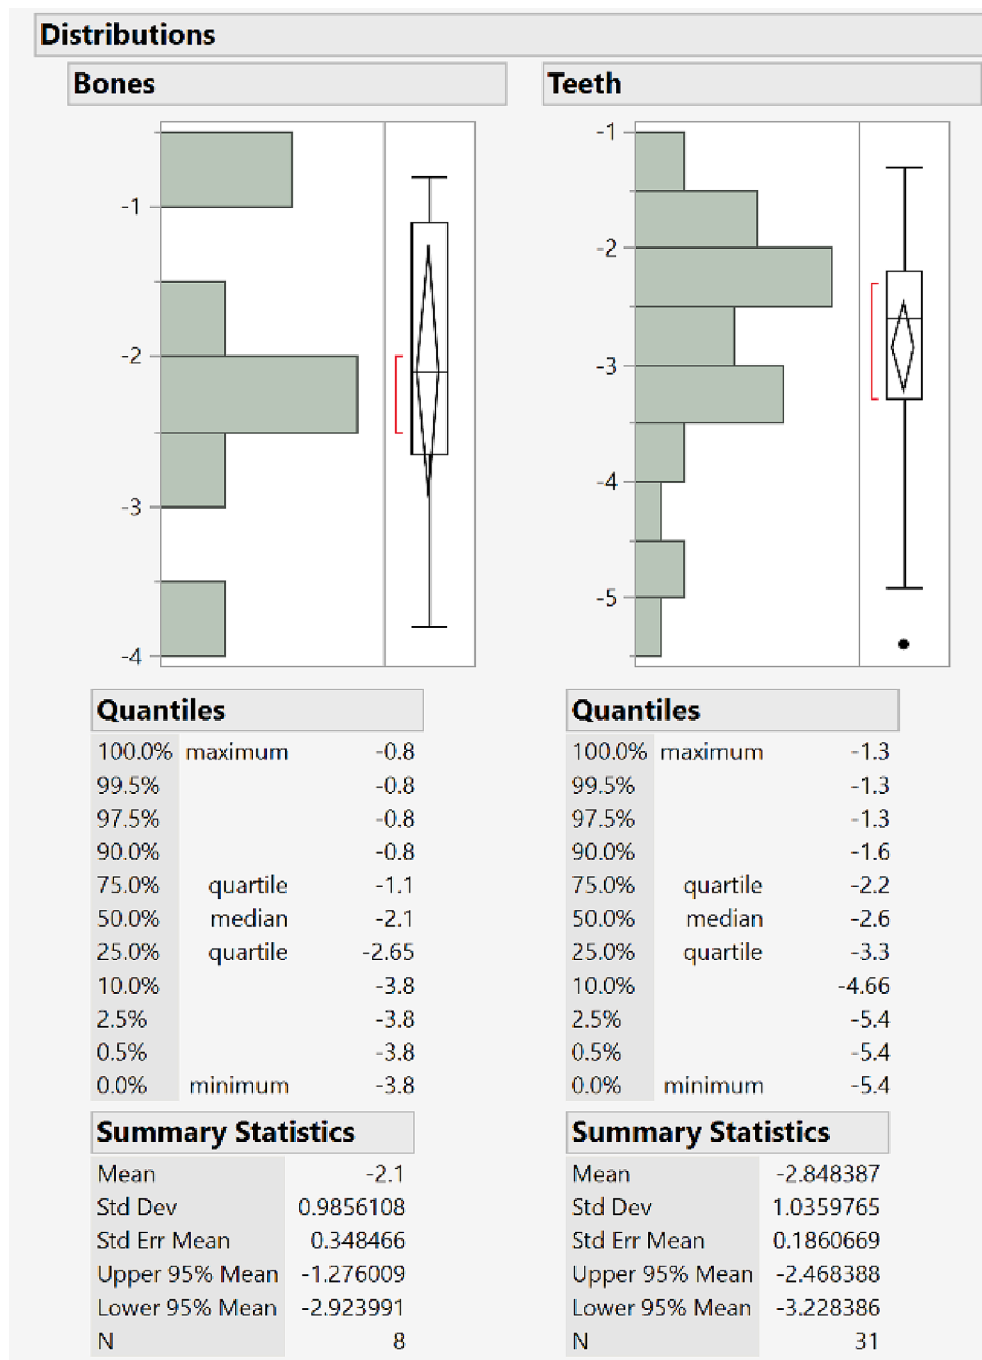 Distributions
Bones
-1
-2
-3
-4
Quantiles
100.0% maximum -0.8
99.5% -0.8
97.5% -0.8
90.0% -0.8
75.0% quartile -1.1
50.0% median -2.1
25.0% quartile -2.65
10.0% -3.8
2.5% -3.8
0.5% -3.8
0.0% minimum -3.8
Summary Statistics
Mean -2.1
Std Dev 0.9856108
Std Err Mean 0.348466
Upper 95% Mean -1.276009
Lower 95% Mean -2.923991
N 8
Teeth
-1
-2
-3
-4
-5
Quantiles
100.0% maximum -1.3
99.5% -1.3
97.5% -1.3
90.0% -1.6
75.0% quartile -2.2
50.0% median -2.6
25.0% quartile -3.3
10.0% -4.66
2.5% -5.4
0.5% -5.4
0.0% minimum -5.4
Summary Statistics
Mean -2.848387
Std Dev 1.0359765
Std Err Mean 0.1860669
Upper 95% Mean -2.468388
Lower 95% Mean -3.228386
N 31